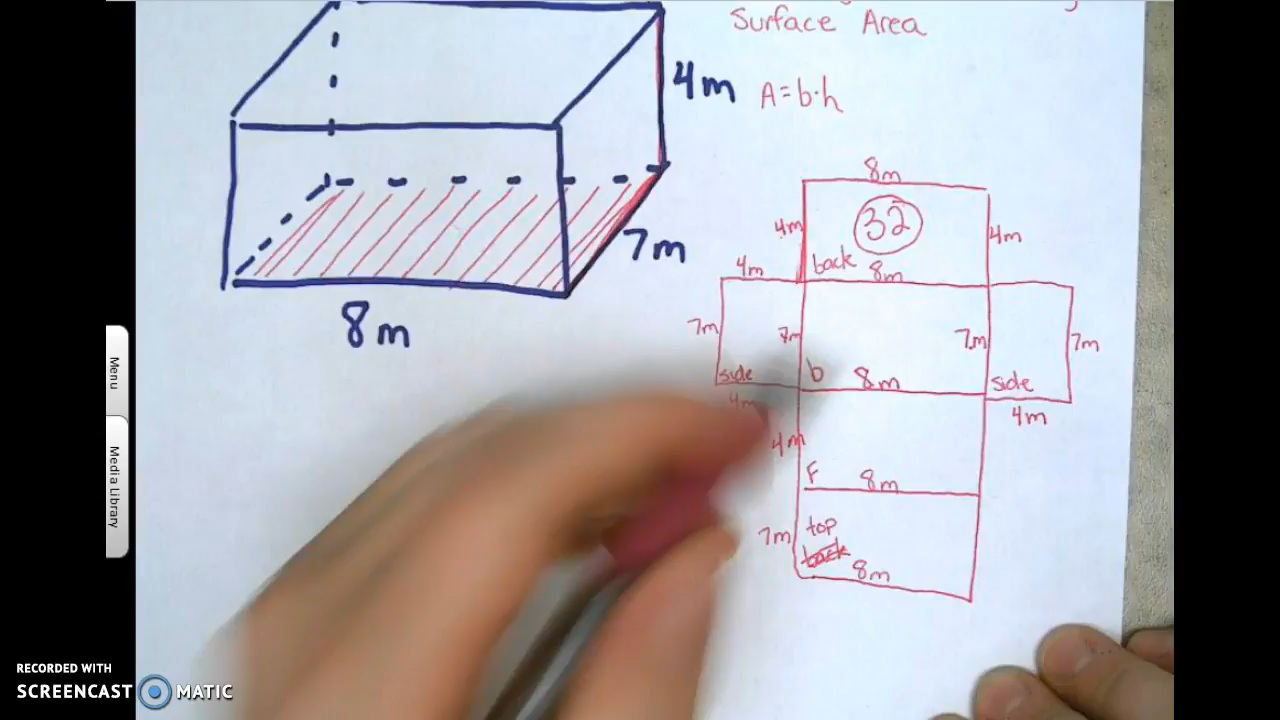 Surface Area
4m
A=b·h
7m
8m
8m
4m
32
4m
back
8m
4m
7m
7m
7m
7m
side
b
8m
side
4m
4m
4m
F
8m
7m
top
back
8m
Menu
Media Library
RECORDED WITH
SCREENCAST MATIC